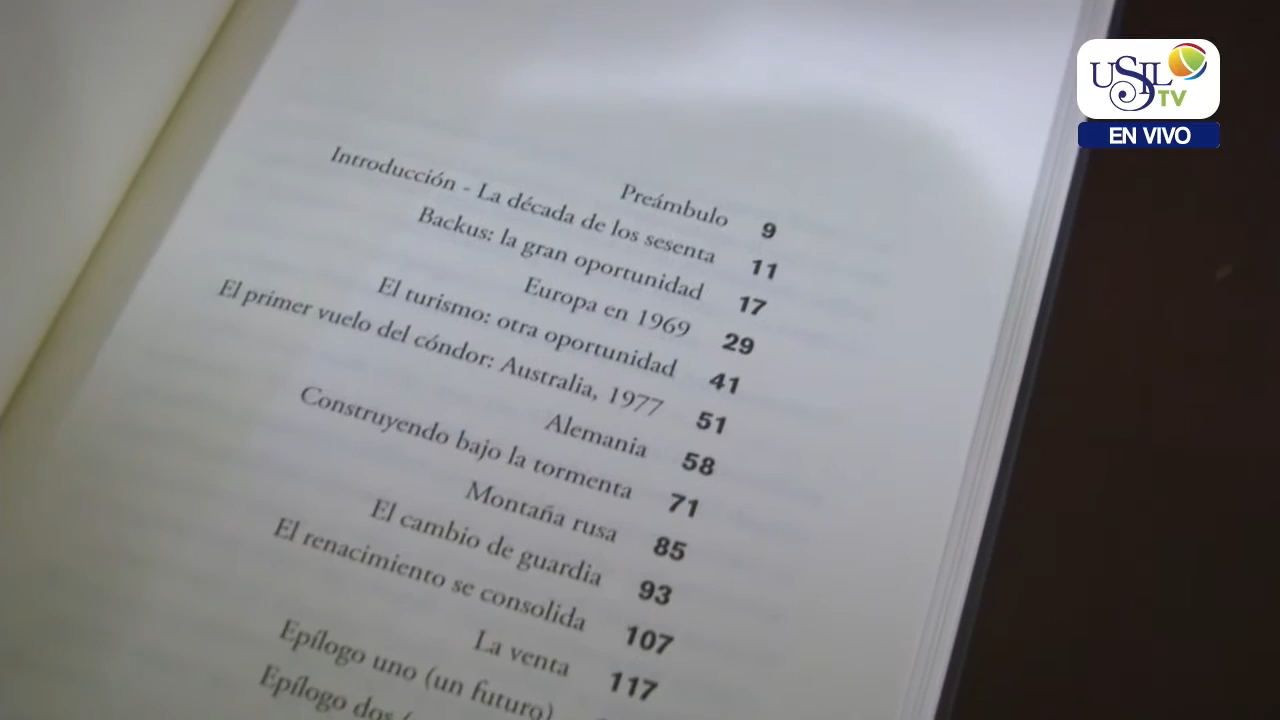 USIL
TV
EN VIVO
Preámbulo 9
Introducción - La década de los sesenta 11
Backus: la gran oportunidad 17
Europa en 1969 29
El turismo: otra oportunidad 41
El primer vuelo del cóndor: Australia, 1977 51
Alemania 58
Construyendo bajo la tormenta 71
Montaña rusa 85
El cambio de guardia 93
El renacimiento se consolida 107
La venta 117
Epílogo uno (un futuro)
Epílogo dos (